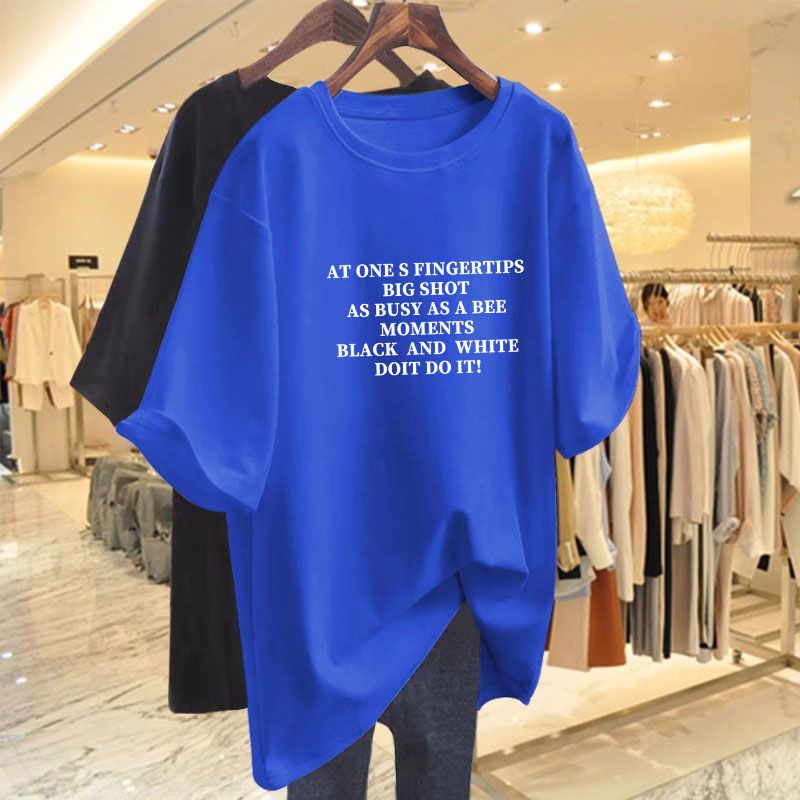 AT ONE S FINGERTIPS
BIG SHOT
AS BUSY AS A BEE
MOMENTS
BLACK AND WHITE
DOIT DO IT!